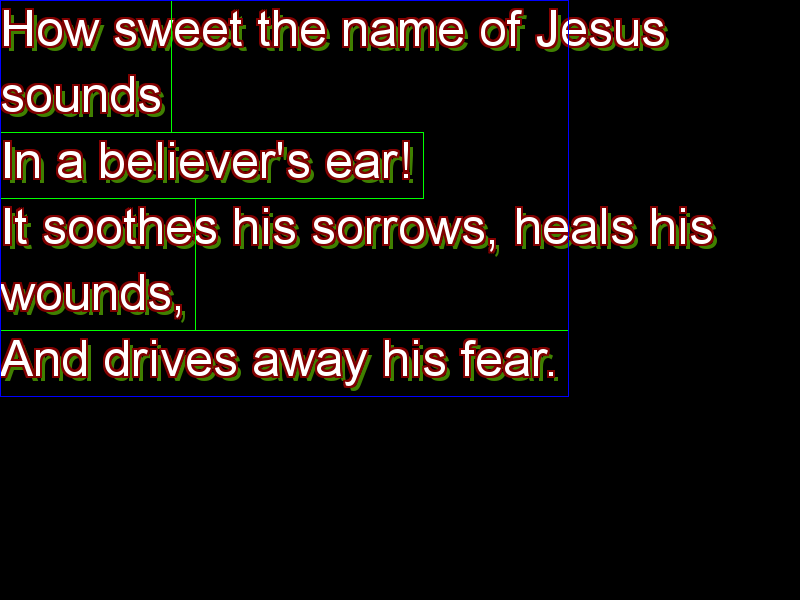 How sweet the name of Jesus
sounds
In a believer's ear!
It soothes his sorrows, heals his
wounds,
And drives away his fear.